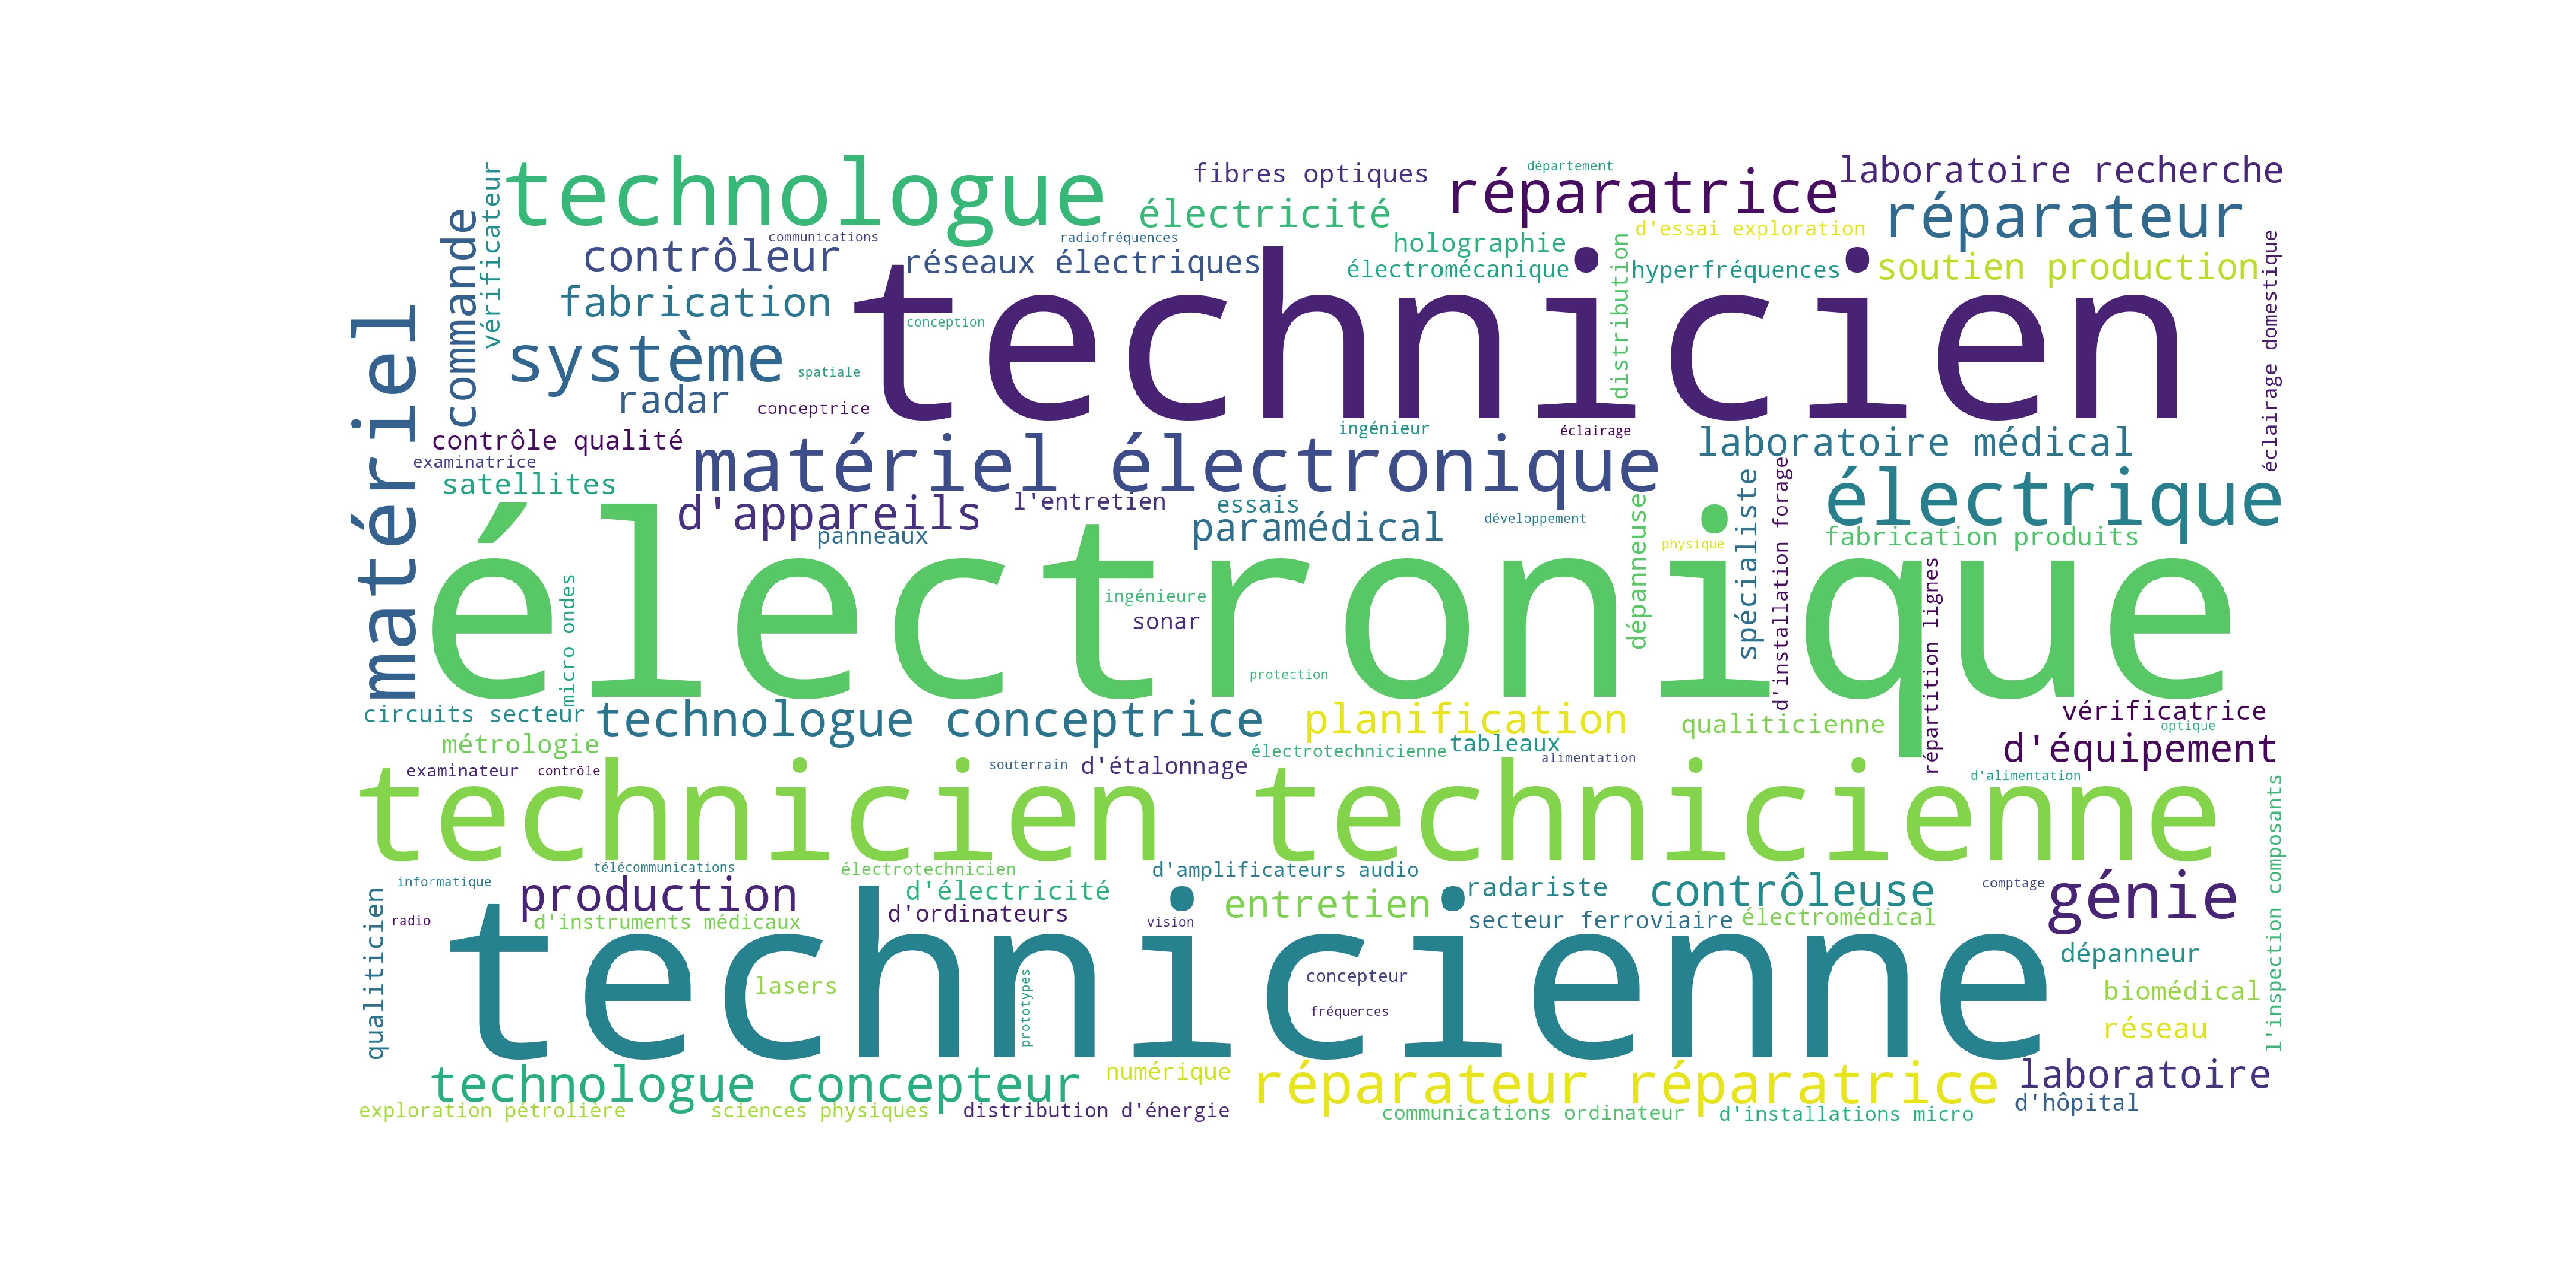 technologue
fibres optiques
département
laboratoire recherche
vérificateur
électricité
réparatrice
réparateur
commande
communications
radiofréquences
d'essai exploration
contrôleur
réseaux électriques
holographie
électromécanique
distribution
hyperfréquences
soutien production
éclairage domestique
fabrication
technicien
matériel
conception
système
spatiale
radar
conceptrice
contrôle qualité
ingénieur
éclairage
laboratoire médical
examinatrice
matériel électronique
satellites
électrique
d'appareils
l'entretien
essais
paramédical
développement
dépanneuse
spécialiste
d'installation forage
panneaux
physique
fabrication produits
électronique
micro ondes
ingénieure
sonar
répartition lignes
protection
circuits secteur
technologue conceptrice
planification
qualiticienne
vérificatrice
optique
métrologie
électrotechnicienne
tableaux
d'équipement
examinateur
contrôle
souterrain
d'étalonnage
alimentation
d'alimentation
technicien technicienne
l'inspection composants
télécommunications
électrotechnicien
d'amplificateurs audio
informatique
production
d'électricité
entretien
radariste
contrôleuse
comptage
génie
qualiticien
radio
d'instruments médicaux
d'ordinateurs
vision
secteur ferroviaire
électromédical
technicienne
dépanneur
lasers
prototypes
concepteur
fréquences
biomédical
réseau
technologue concepteur
numérique
réparateur réparatrice
laboratoire
exploration pétrolière
sciences physiques
distribution d'énergie
communications ordinateur
d'installations micro
d'hôpital